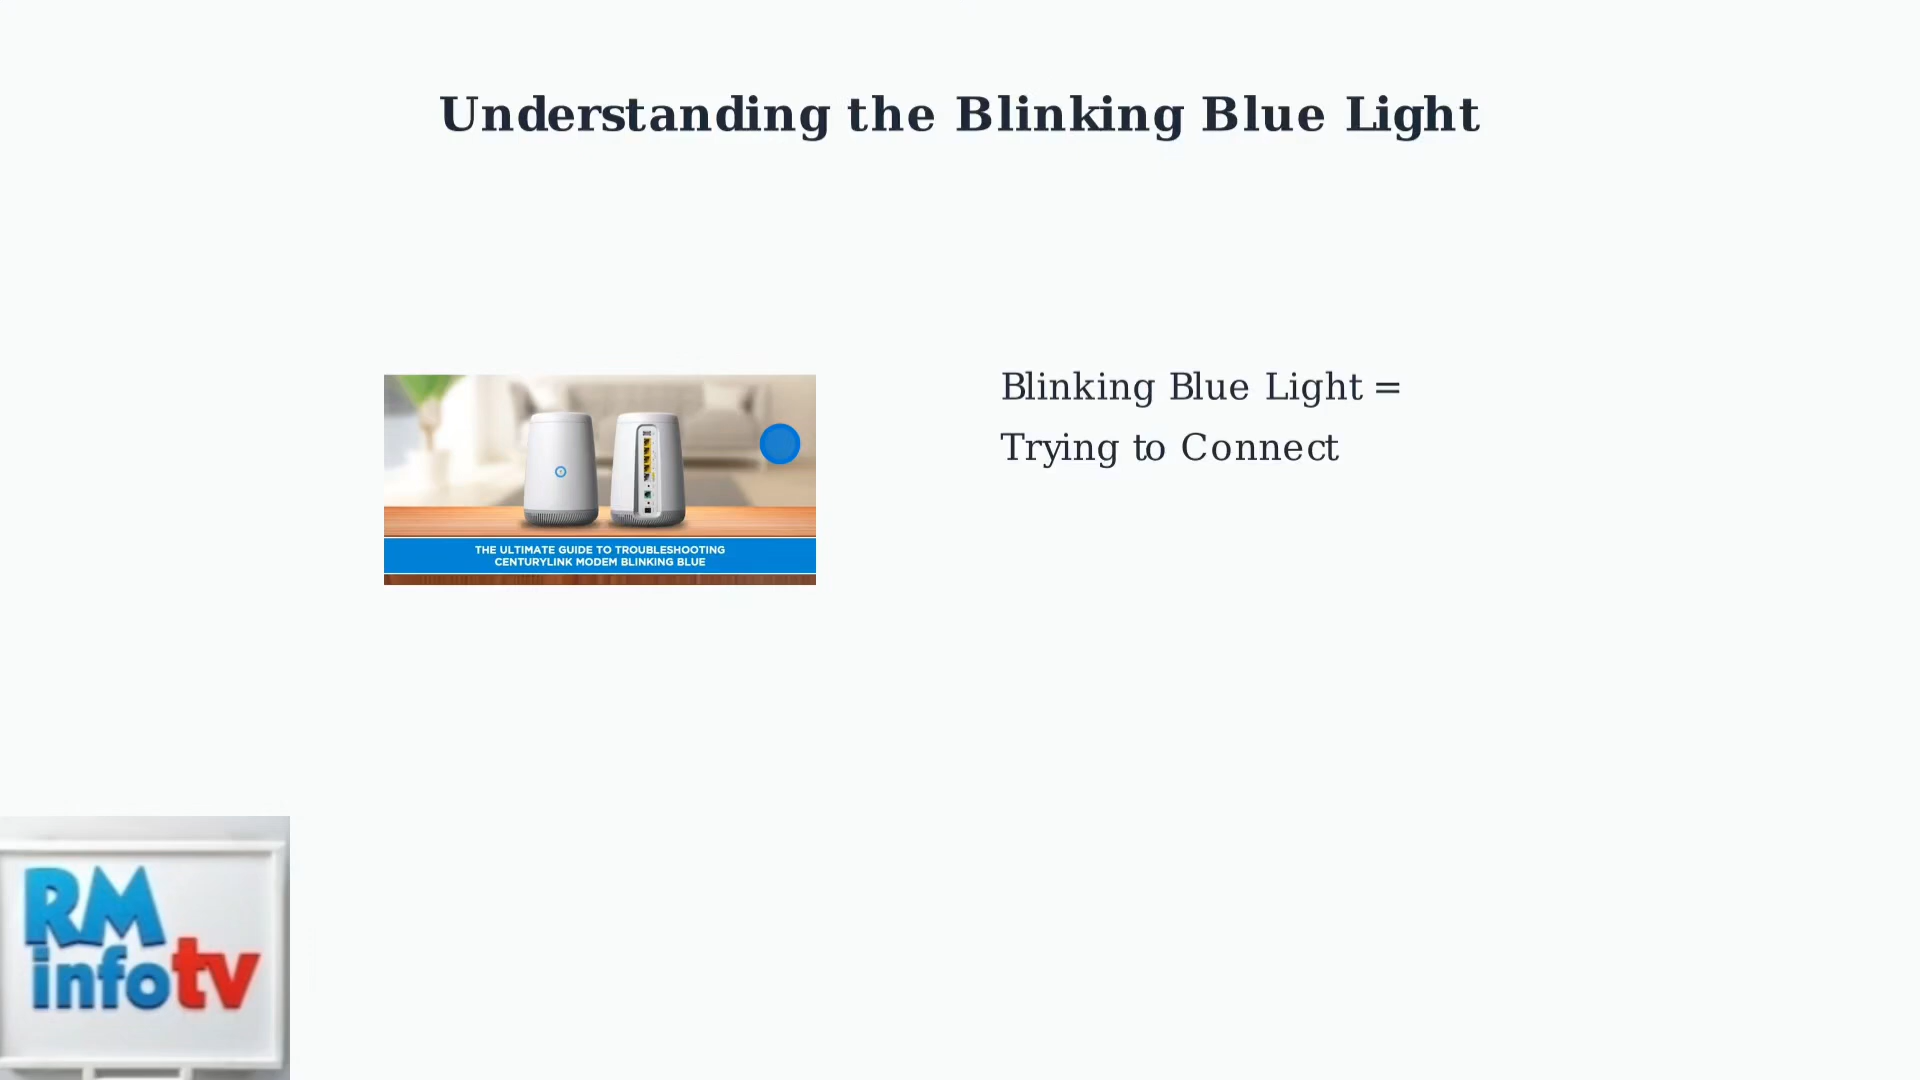 Understanding the Blinking Blue Light
Blinking Blue Light =
Trying to Connect
THE ULTIMATE GUIDE TO TROUBLESHOOTING
CENTURYLINK MODEM BLINKING BLUE
RM
infotv